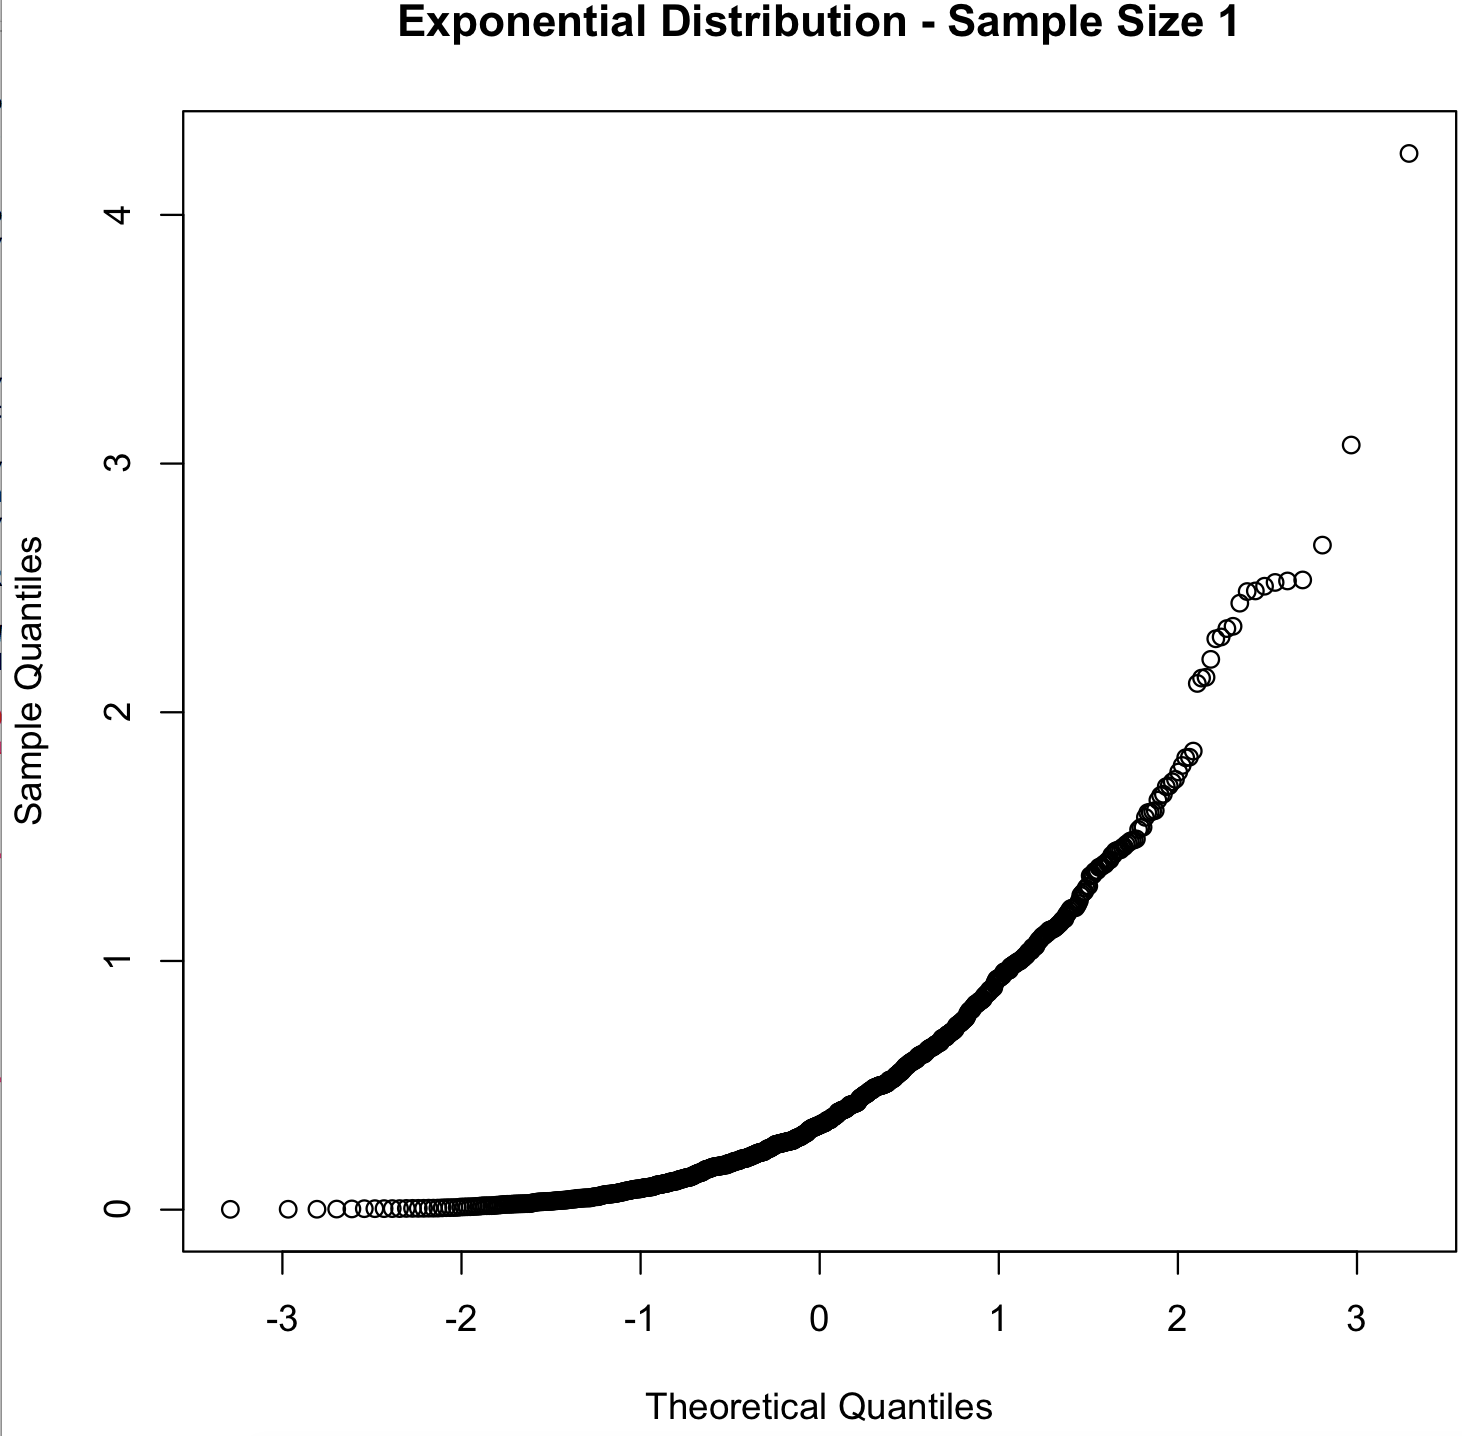 Exponential Distribution - Sample Size 1
4
3
2
1
0
Sample Quantiles
-3 -2 -1 0 1 2 3
Theoretical Quantiles